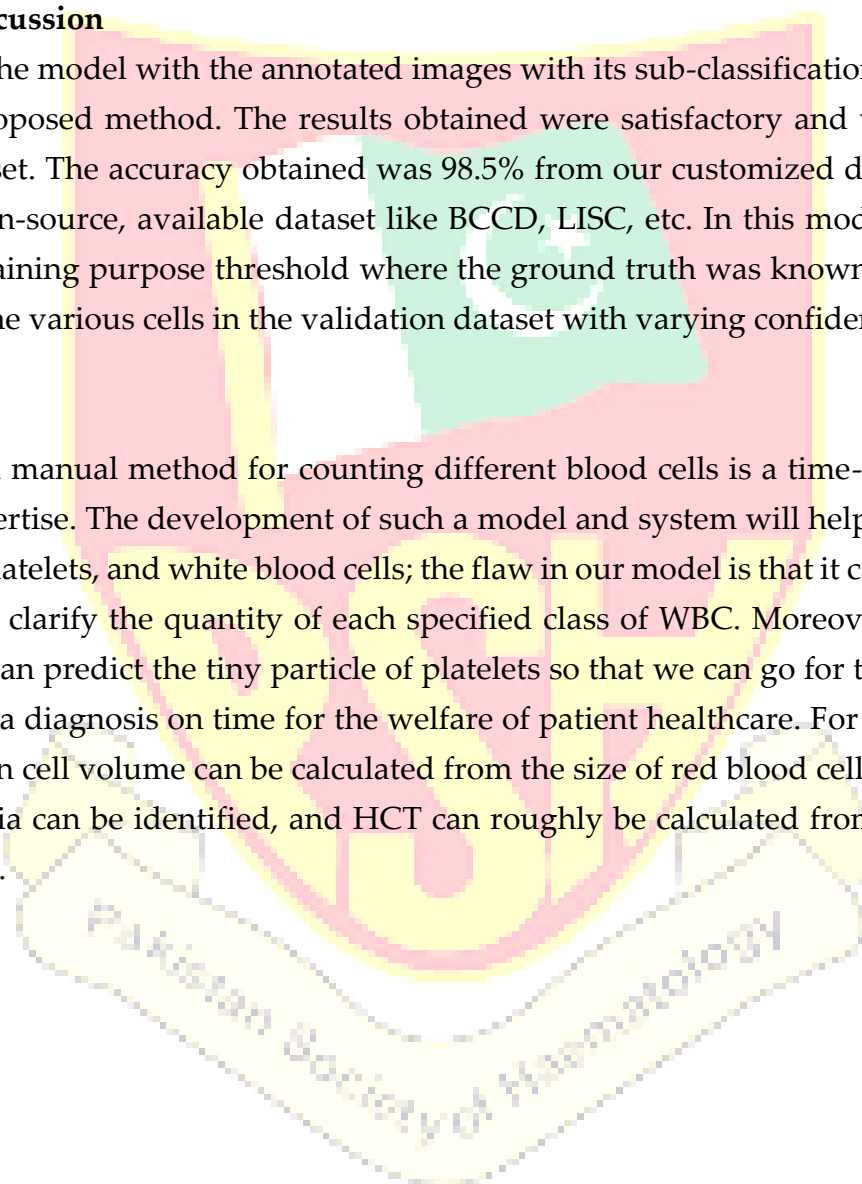 cussion
he model with the annotated images with its sub-classification
oposed method. The results obtained were satisfactory and
set. The accuracy obtained was 98.5% from our customized d
n-source, available dataset like BCCD, LISC, etc. In this mod
aining purpose threshold where the ground truth was known
he various cells in the validation dataset with varying confider
manual method for counting different blood cells is a time-
ertise. The development of such a model and system will help
latelets, and white blood cells; the flaw in our model is that it c
clarify the quantity of each specified class of WBC. Moreov
an predict the tiny particle of platelets so that we can go for t
a diagnosis on time for the welfare of patient healthcare. For
n cell volume can be calculated from the size of red blood cell
ia can be identified, and HCT can roughly be calculated from
.
PSH
Pakistan Society of Haematology